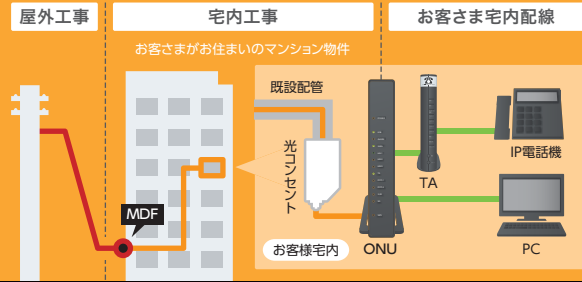 屋外工事
宅内工事
お客さま宅内配線
お客さまがお住まいのマンション物件
既設配管
光コンセント
MDF
お客様宅内
ONU
TA
IP電話機
PC